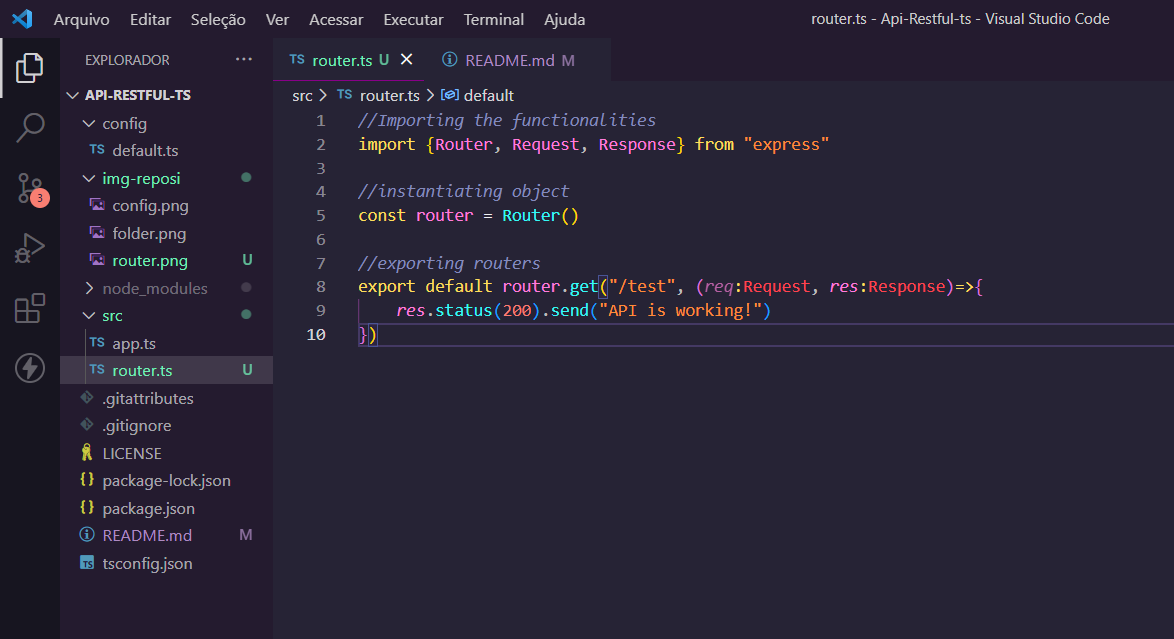 Arquivo Editar Seleção Ver Acessar Executar Terminal Ajuda router.ts - Api-Restful-ts - Visual Studio Code
EXPLORADOR ···
API-RESTFUL-TS
config
TS default.ts
img-reposi
config.png
folder.png
router.png U
node_modules
src
TS app.ts
TS router.ts U
.gitattributes
.gitignore
LICENSE
{} package-lock.json
{} package.json
README.md M
TS tsconfig.json
3
TS router.ts U × README.md M
src > TS router.ts > default
1 //Importing the functionalities
2 import {Router, Request, Response} from "express"
3
4 //instantiating object
5 const router = Router()
6
7 //exporting routers
8 export default router.get("/test", (req:Request, res:Response)=>{
9 res.status(200).send("API is working!")
10 })